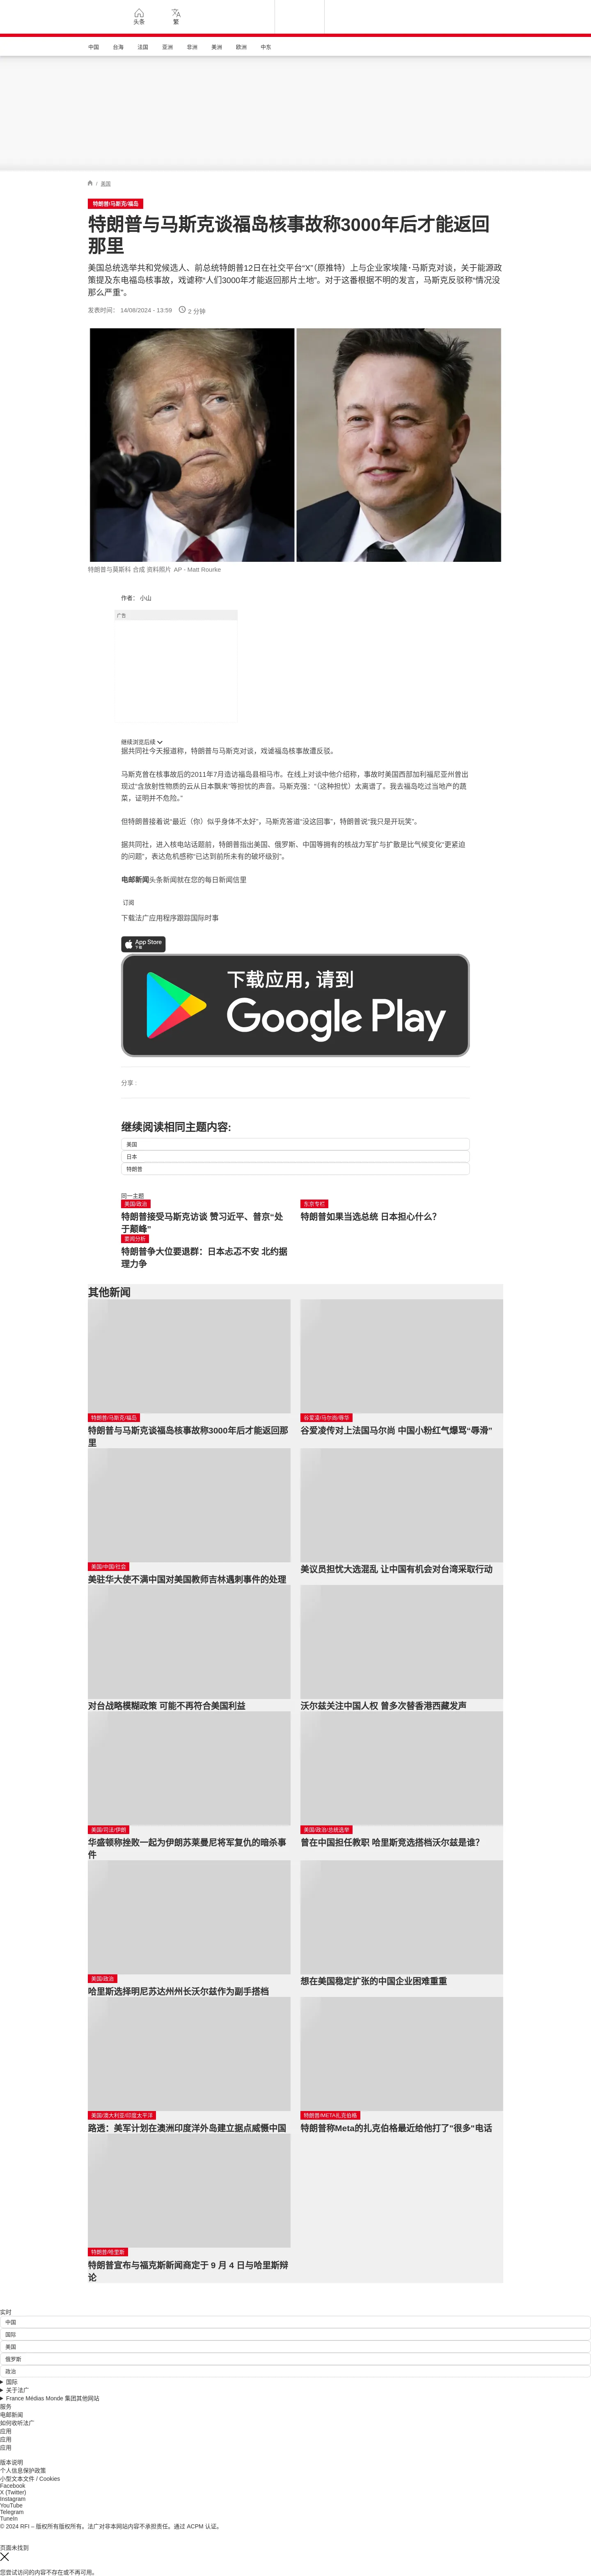 头条
繁
中国 台海 法国 亚洲 非洲 美洲 欧洲 中东
/ 美国
特朗普/马斯克/福岛
特朗普与马斯克谈福岛核事故称3000年后才能返回
那里
美国总统选举共和党候选人、前总统特朗普12日在社交平台“X”（原推特）上与企业家埃隆･马斯克对谈，关于能源政
策提及东电福岛核事故，戏谑称“人们3000年才能返回那片土地”。对于这番根据不明的发言，马斯克反驳称“情况没
那么严重”。
发表时间： 14/08/2024 - 13:59 2 分钟
特朗普与莫斯科 合成 资料照片 AP - Matt Rourke
作者： 小山
广告
继续浏览后续
据共同社今天报道称，特朗普与马斯克对谈，戏谑福岛核事故遭反驳。
马斯克曾在核事故后的2011年7月造访福岛县相马市。在线上对谈中他介绍称，事故时美国西部加利福尼亚州曾出
现过“含放射性物质的云从日本飘来”等担忧的声音。马斯克强：“（这种担忧）太离谱了。我去福岛吃过当地产的蔬
菜，证明并不危险。”
但特朗普接着说“最近（你）似乎身体不太好”，马斯克答道“没这回事”，特朗普说“我只是开玩笑”。
据共同社，进入核电站话题前，特朗普指出美国、俄罗斯、中国等拥有的核战力军扩与扩散是比气候变化“更紧迫
的问题”，表达危机感称“已达到前所未有的破坏级别”。
电邮新闻头条新闻就在您的每日新闻信里
订阅
下载法广应用程序跟踪国际时事
App Store
下载
下载应用，请到
Google Play
分享 :
继续阅读相同主题内容:
美国
日本
特朗普
同一主题
美国/政治
特朗普接受马斯克访谈 赞习近平、普京“处
于颠峰”
东京专栏
特朗普如果当选总统 日本担心什么？
要闻分析
特朗普争大位要退群：日本忐忑不安 北约据
理力争
其他新闻
特朗普/马斯克/福岛
特朗普与马斯克谈福岛核事故称3000年后才能返回那
里
谷爱凌/马尔尚/辱华
谷爱凌传对上法国马尔尚 中国小粉红气爆骂“辱滑”
美国/中国/社会
美驻华大使不满中国对美国教师吉林遇刺事件的处理
美议员担忧大选混乱 让中国有机会对台湾采取行动
对台战略模糊政策 可能不再符合美国利益
沃尔兹关注中国人权 曾多次替香港西藏发声
美国/司法/伊朗
华盛顿称挫败一起为伊朗苏莱曼尼将军复仇的暗杀事
件
美国/政治/总统选举
曾在中国担任教职 哈里斯竞选搭档沃尔兹是谁？
美国/政治
哈里斯选择明尼苏达州州长沃尔兹作为副手搭档
想在美国稳定扩张的中国企业困难重重
美国/澳大利亚/印度太平洋
路透：美军计划在澳洲印度洋外岛建立据点威慑中国
特朗普/META扎克伯格
特朗普称Meta的扎克伯格最近给他打了"很多"电话
特朗普/哈里斯
特朗普宣布与福克斯新闻商定于 9 月 4 日与哈里斯辩
论
实时
中国
国际
美国
俄罗斯
政治
国际
关于法广
France Médias Monde 集团其他网站
服务
电邮新闻
如何收听法广
应用
应用
应用
版本说明
个人信息保护政策
小型文本文件 / Cookies
Facebook
X (Twitter)
Instagram
YouTube
Telegram
TuneIn
© 2024 RFI – 版权所有版权所有。法广对非本网站内容不承担责任。通过 ACPM 认证。
页面未找到
您尝试访问的内容不存在或不再可用。